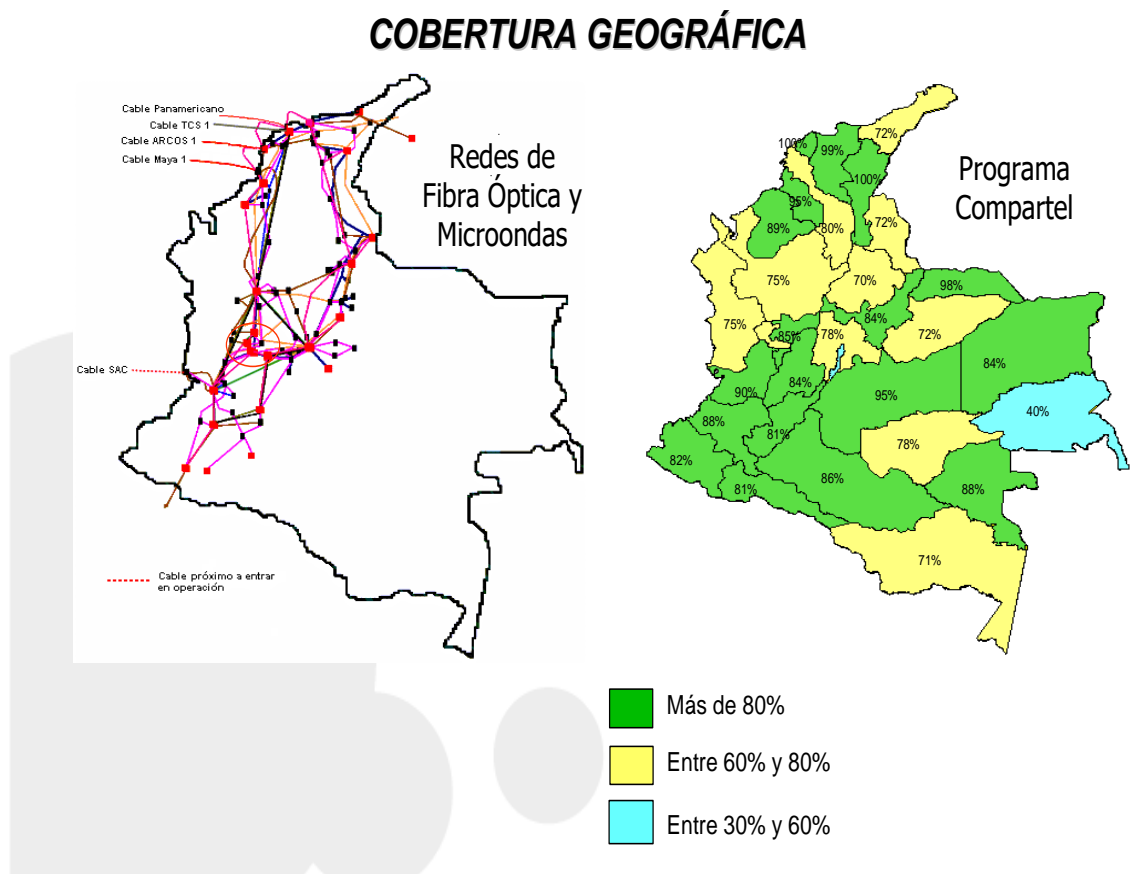 COBERTURA GEOGRÁFICA
Cable Panamericano
Cable TCS 1
Cable ARCOS 1
Cable Maya 1
Redes de
Fibra Óptica y
Microondas
Cable SAC
Cable próximo a entrar
en operación
Programa
Compartel
72%
100%
99%
100%
95%
89%
80%
72%
75%
70%
98%
84%
75%
85%
78%
72%
84%
84%
90%
95%
40%
88%
81%
78%
82%
86%
88%
81%
71%
Más de 80%
Entre 60% y 80%
Entre 30% y 60%